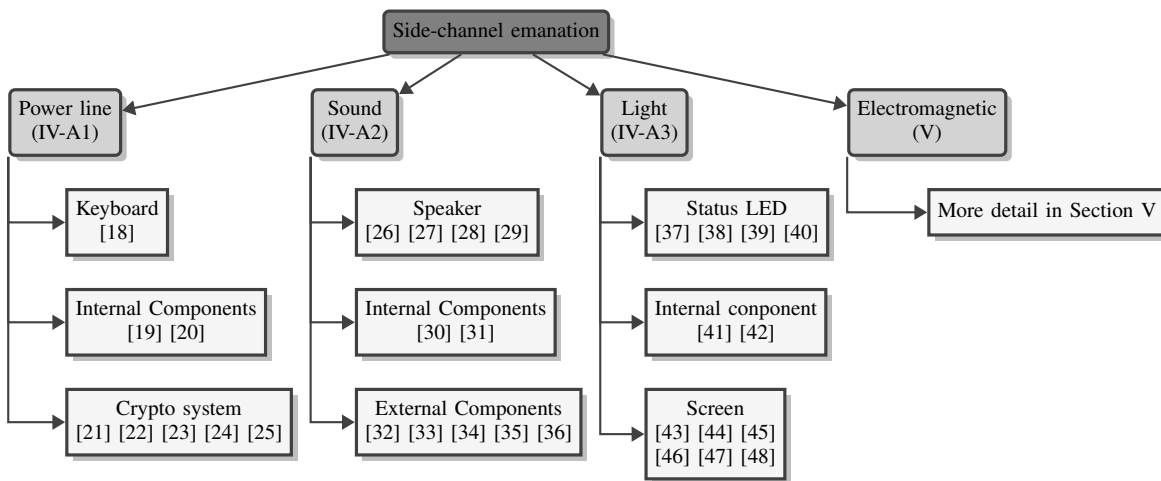 Side-channel emanation
Power line
(IV-A1)
Sound
(IV-A2)
Light
(IV-A3)
Electromagnetic
(V)
Keyboard
[18]
Speaker
[26] [27] [28] [29]
Status LED
[37] [38] [39] [40]
More detail in Section V
Internal Components
[19] [20]
Internal Components
[30] [31]
Internal conponent
[41] [42]
Crypto system
[21] [22] [23] [24] [25]
External Components
[32] [33] [34] [35] [36]
Screen
[43] [44] [45]
[46] [47] [48]